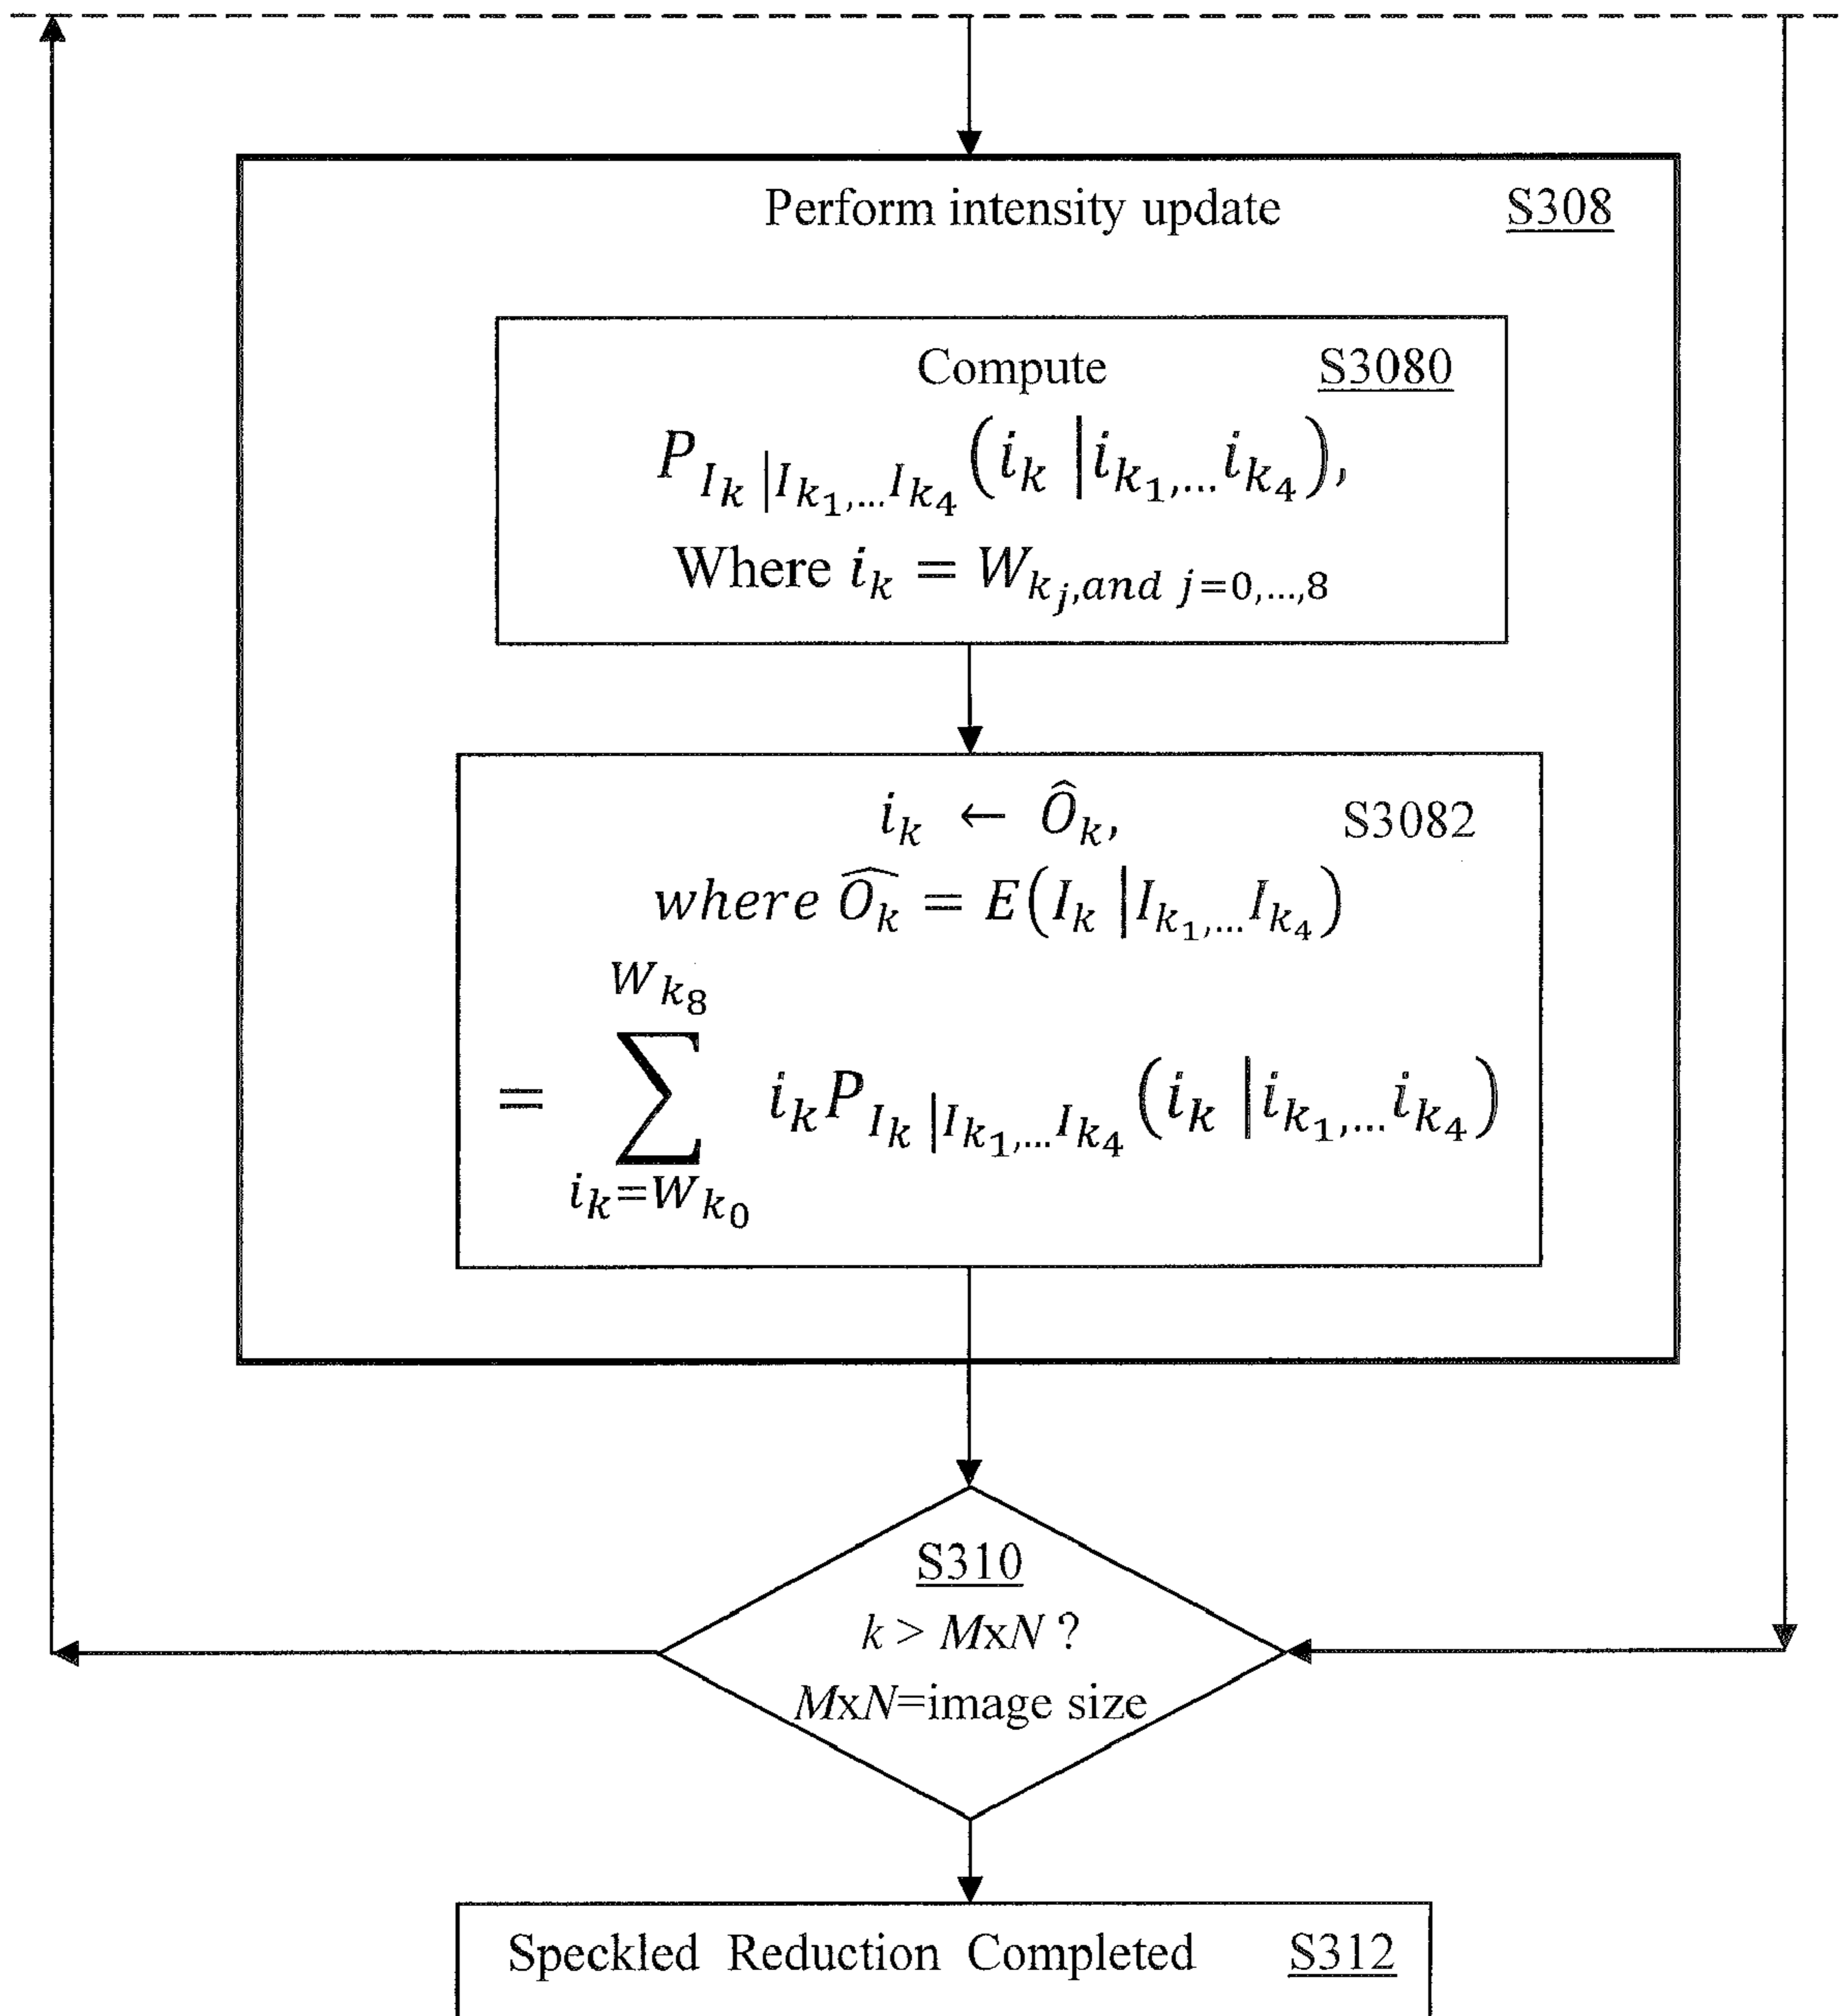 Perform intensity update S308
Compute S3080
P_{I_k |I_{k_1,...}I_{k_4}}(i_k |i_{k_1,...}i_{k_4}),
Where i_k = W_{k_j,and j=0,...,8}
i_k ← Ô_k, S3082
where \widehat{O_k} = E(I_k |I_{k_1,...}I_{k_4})
= \sum_{i_k=W_{k_0}}^{W_{k_8}} i_k P_{I_k |I_{k_1,...}I_{k_4}}(i_k |i_{k_1,...}i_{k_4})
S310
k > MxN ?
MxN=image size
Speckled Reduction Completed S312